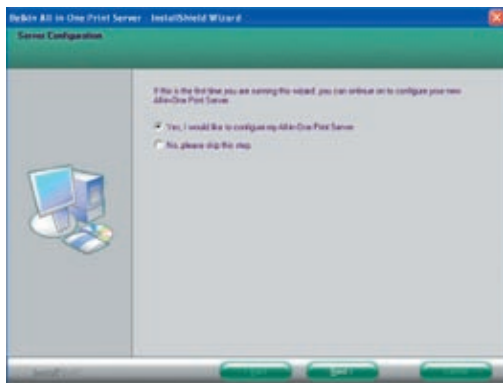 Belkin All in One Print Server - InstallShield Wizard
Server Configuration
If this is the first time you are running this wizard, you can continue on to configure your new
All-in-One Print Server.
Yes, I would like to configure my All-in-One Print Server
No, please skip this step.
Next >